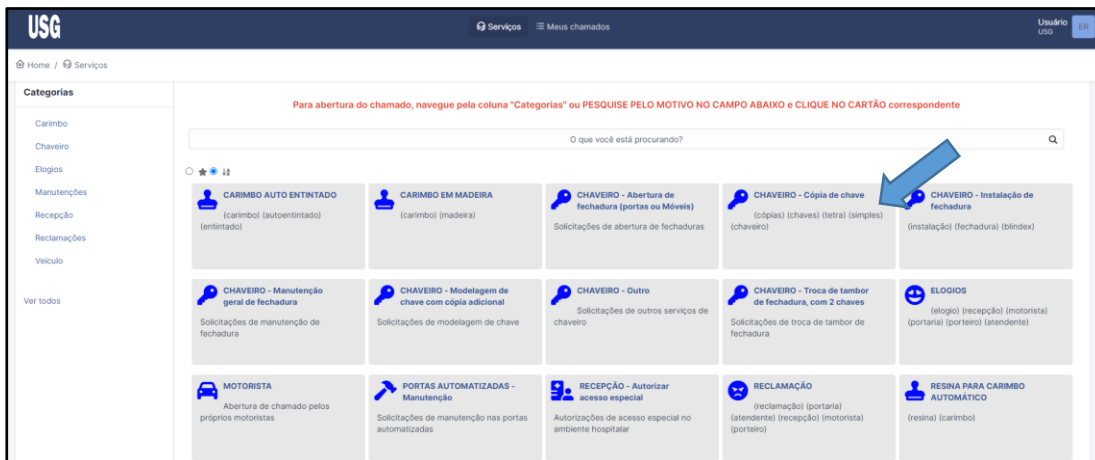 USG
Serviços
Meus chamados
Usuário
USG
ER
Home / Serviços
Categorias
Carimbo
Chaveiro
Elogios
Manutenções
Recepção
Reclamações
Veículo
Ver todos
Para abertura do chamado, navegue pela coluna "Categorias" ou PESQUISE PELO MOTIVO NO CAMPO ABAIXO e CLIQUE NO CARTÃO correspondente
O que você está procurando?
CARIMBO AUTO ENTINTADO
(carimbo) (autoentintado)
(entintado)
CARIMBO EM MADEIRA
(carimbo) (madeira)
CHAVEIRO - Abertura de
fechadura (portas ou Móveis)
Solicitações de abertura de fechaduras
CHAVEIRO - Cópia de chave
(cópias) (chaves) (tetra) (simples)
(chaveiro)
CHAVEIRO - Instalação de
fechadura
(instalação) (fechadura) (blindex)
CHAVEIRO - Manutenção
geral de fechadura
Solicitações de manutenção de
fechadura
CHAVEIRO - Modelagem de
chave com cópia adicional
Solicitações de modelagem de chave
CHAVEIRO - Outro
Solicitações de outros serviços de
chaveiro
CHAVEIRO - Troca de tambor
de fechadura, com 2 chaves
Solicitações de troca de tambor de
fechadura
ELOGIOS
(elogio) (recepção) (motorista)
(portaria) (porteiro) (atendente)
MOTORISTA
Abertura de chamado pelos
próprios motoristas
PORTAS AUTOMATIZADAS -
Manutenção
Solicitações de manutenção nas portas
automatizadas
RECEPÇÃO - Autorizar
acesso especial
Autorizações de acesso especial no
ambiente hospitalar
RECLAMAÇÃO
(reclamação) (portaria)
(atendente) (recepção) (motorista)
(porteiro)
RESINA PARA CARIMBO
AUTOMÁTICO
(resina) (carimbo)